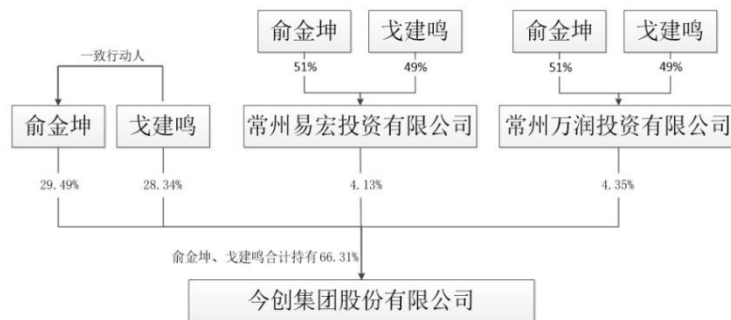 俞金坤
戈建鸣
俞金坤
戈建鸣
51%
49%
51%
49%
一致行动人
俞金坤
戈建鸣
常州易宏投资有限公司
常州万润投资有限公司
29.49%
28.34%
4.13%
4.35%
俞金坤、戈建鸣合计持有66.31%
今创集团股份有限公司